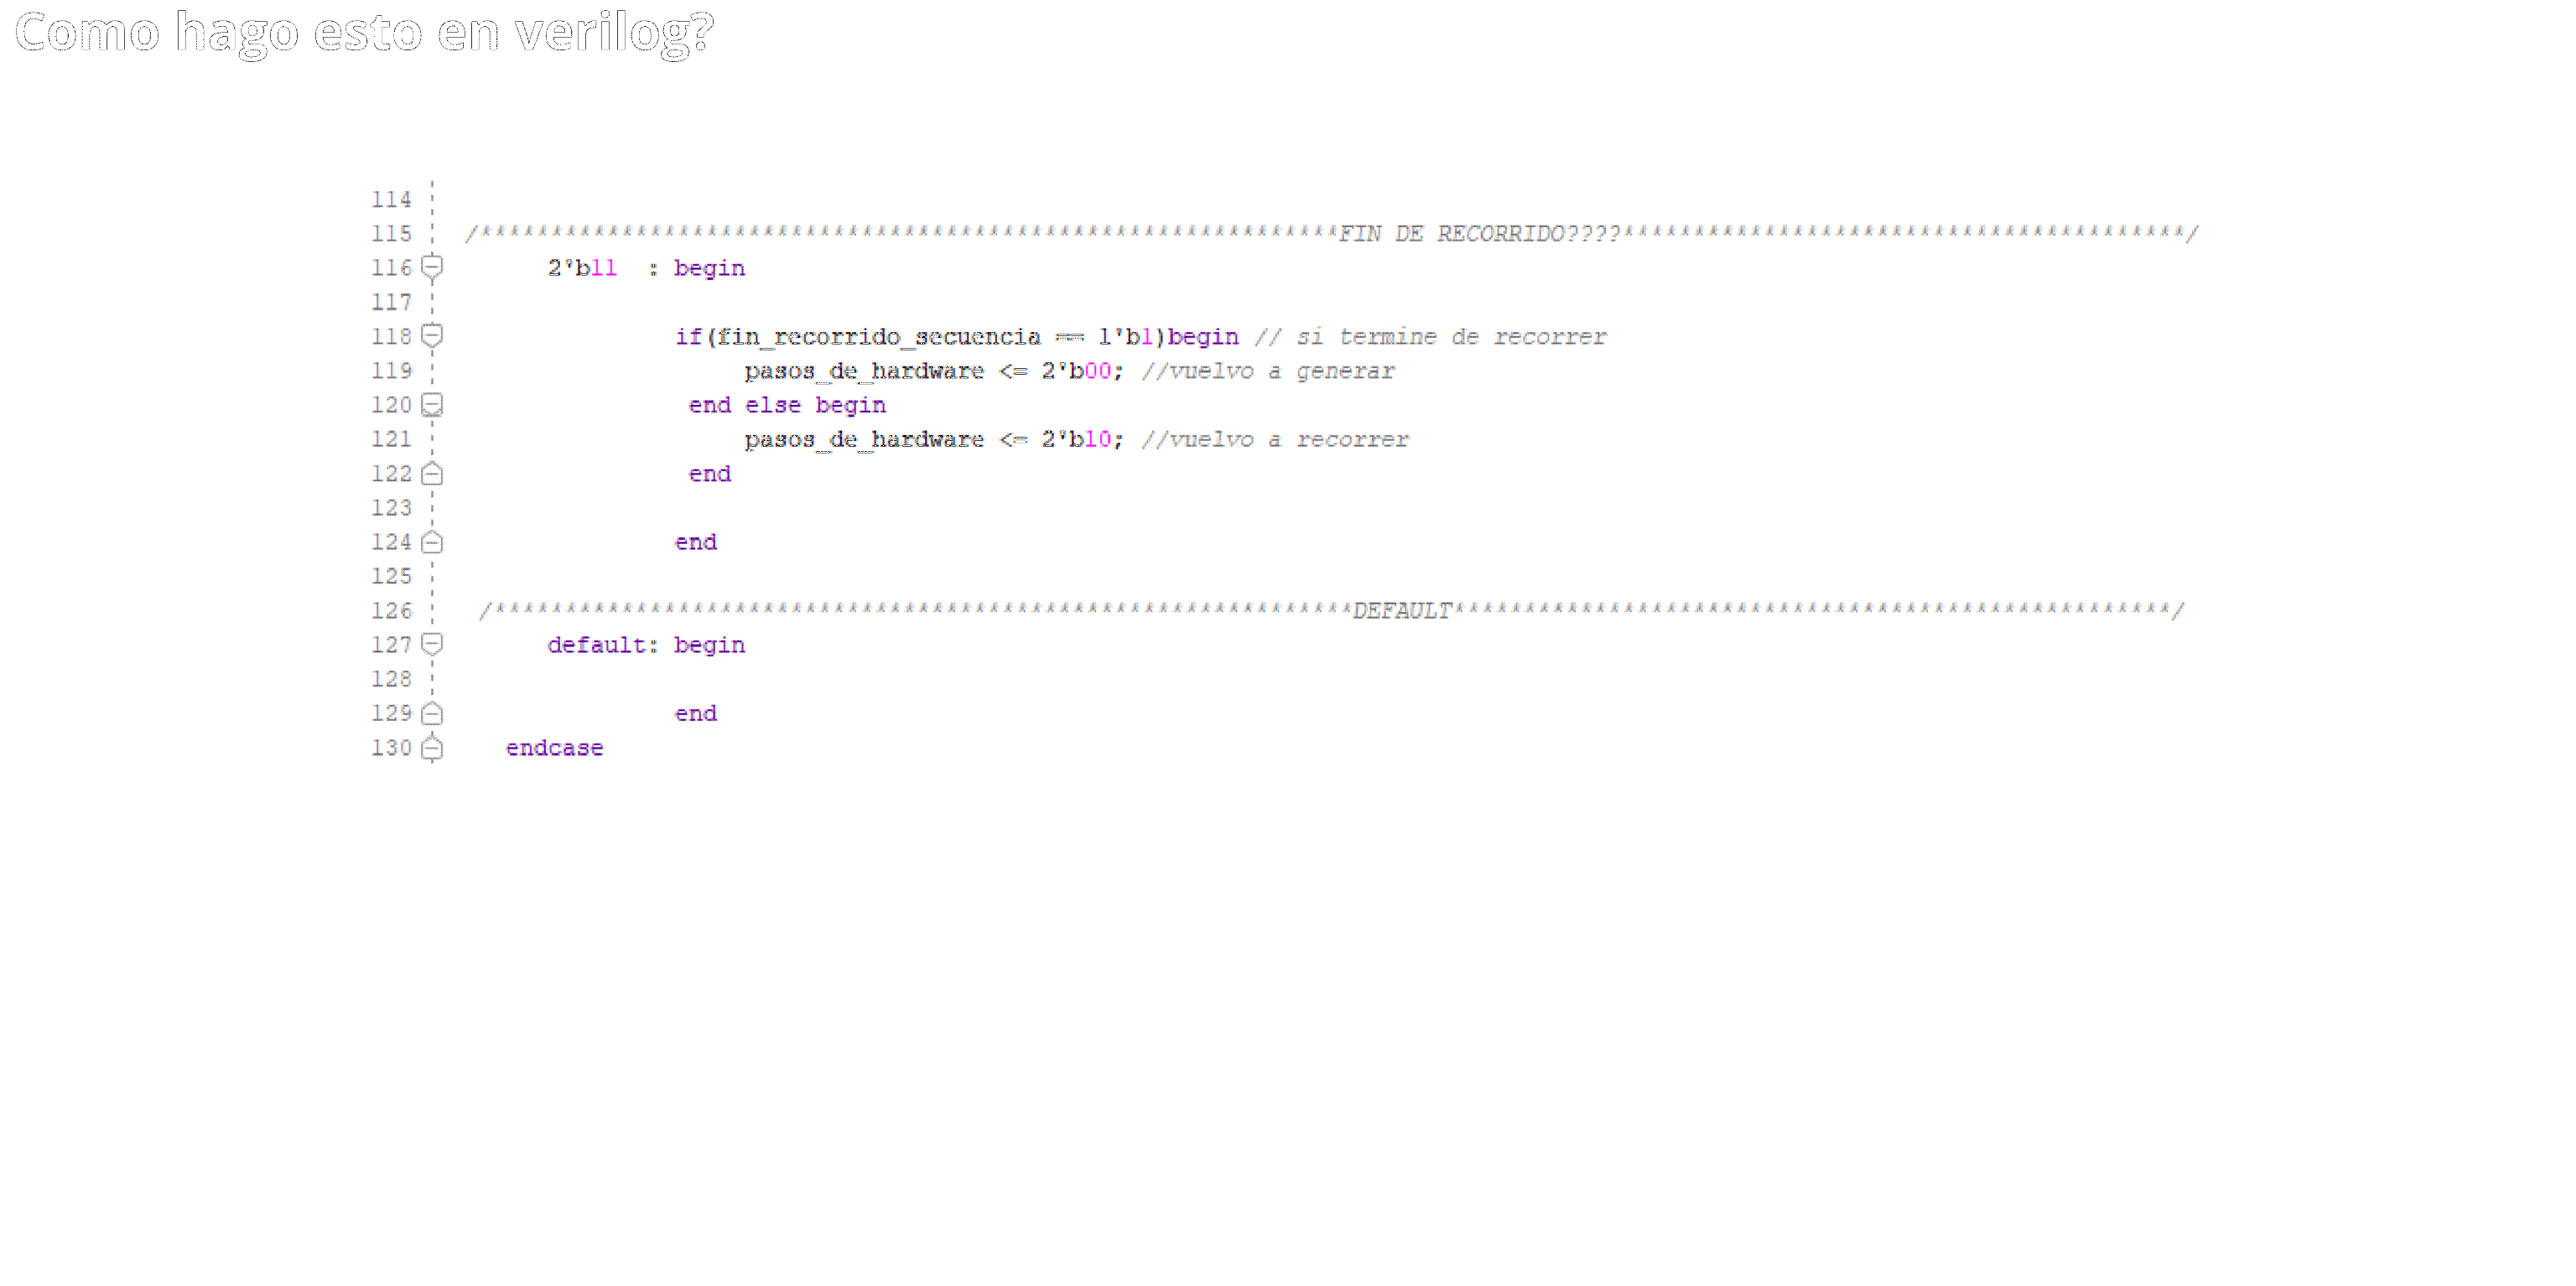 Como hago esto en verilog?
114
115 /*************************************************************FIN DE RECORRIDO????****************************************/
116 2'b11 : begin
117
118 if(fin_recorrido_secuencia == 1'b1)begin // si termine de recorrer
119 pasos_de_hardware <= 2'b00; //vuelvo a generar
120 end else begin
121 pasos_de_hardware <= 2'b10; //vuelvo a recorrer
122 end
123
124 end
125
126 /*************************************************************DEFAULT***************************************************/
127 default: begin
128
129 end
130 endcase